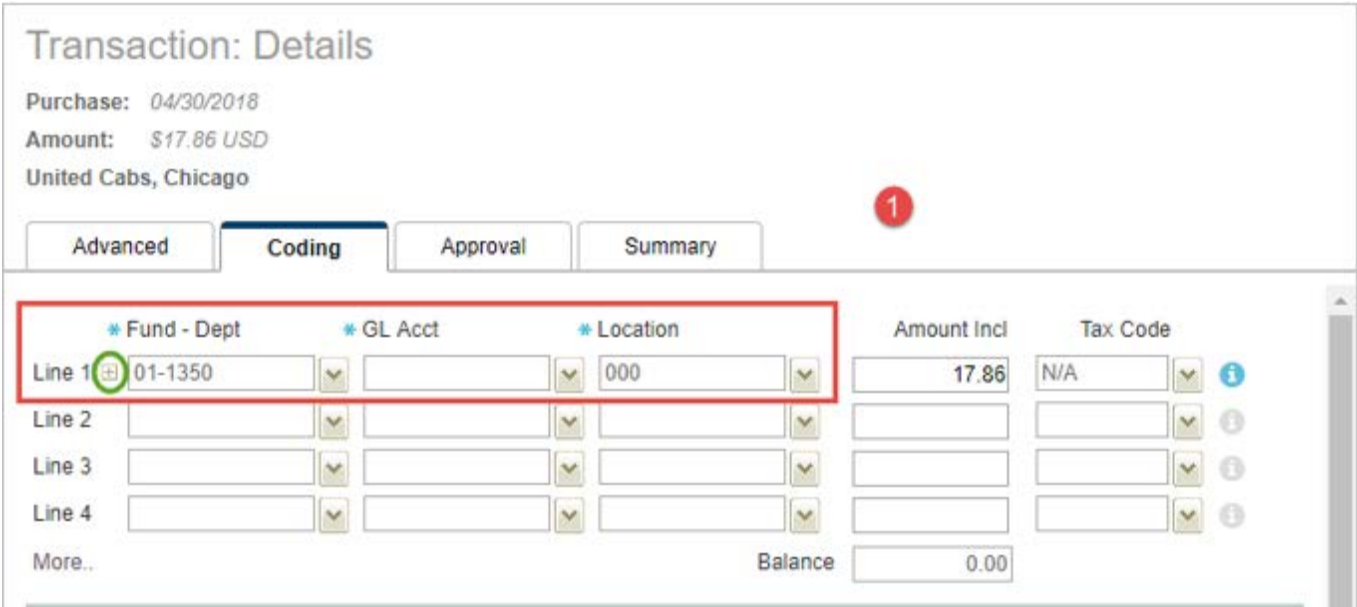 Transaction: Details
Purchase: 04/30/2018
Amount: $17.86 USD
United Cabs, Chicago
1
Advanced Coding Approval Summary
* Fund - Dept * GL Acct * Location Amount Incl Tax Code
Line 1 01-1350 000 17.86 N/A
Line 2
Line 3
Line 4
More.. Balance 0.00